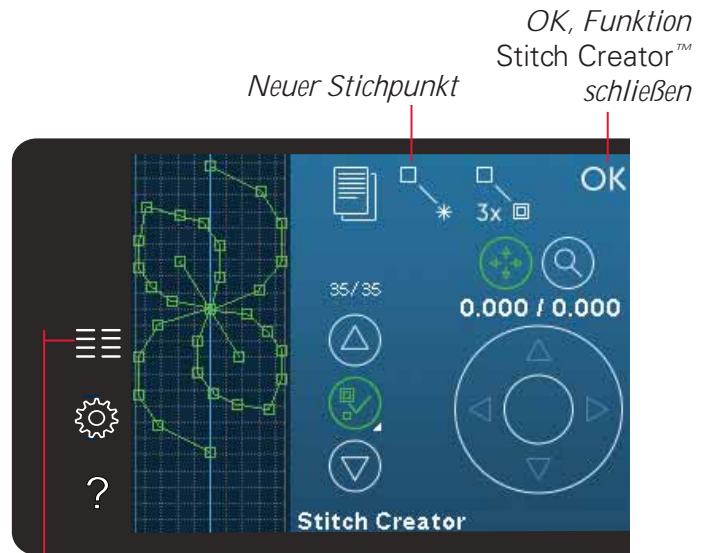 OK, Funktion
Stitch Creator™
schließen
Neuer Stichpunkt
OK
3x
35/35
0.000 / 0.000
?
Stitch Creator